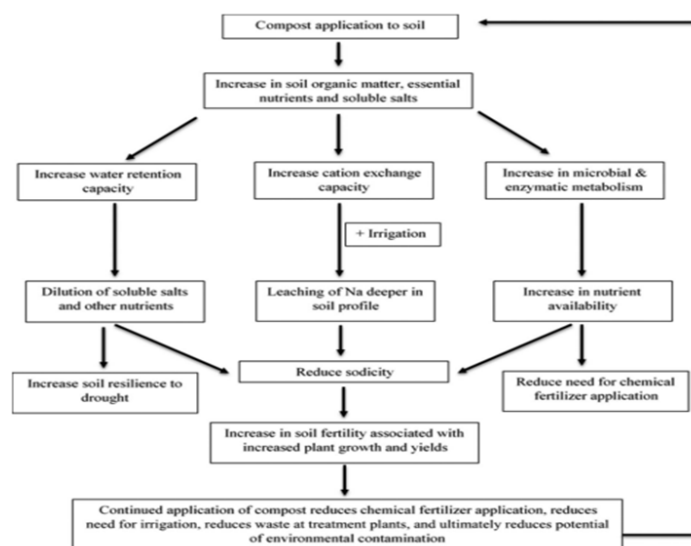 Compost application to soil
Increase in soil organic matter, essential
nutrients and soluble salts
Increase water retention
capacity
Increase cation exchange
capacity
Increase in microbial &
enzymatic metabolism
+ Irrigation
Dilution of soluble salts
and other nutrients
Leaching of Na deeper in
soil profile
Increase in nutrient
availability
Increase soil resilience to
drought
Reduce sodicity
Reduce need for chemical
fertilizer application
Increase in soil fertility associated with
increased plant growth and yields
Continued application of compost reduces chemical fertilizer application, reduces
need for irrigation, reduces waste at treatment plants, and ultimately reduces potential
of environmental contamination